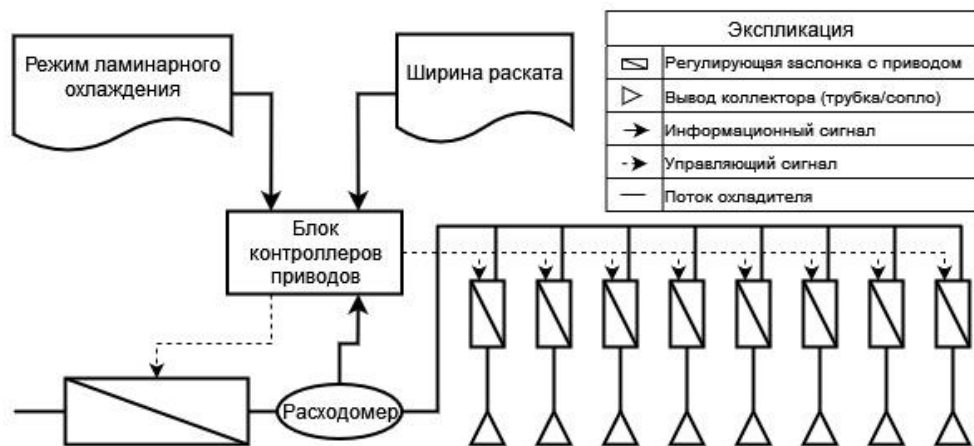 Режим ламинарного
охлаждения
Ширина раската
Экспликация
Регулирующая заслонка с приводом
Вывод коллектора (трубка/сопло)
Информационный сигнал
Управляющий сигнал
Поток охладителя
Блок
контроллеров
приводов
Расходомер